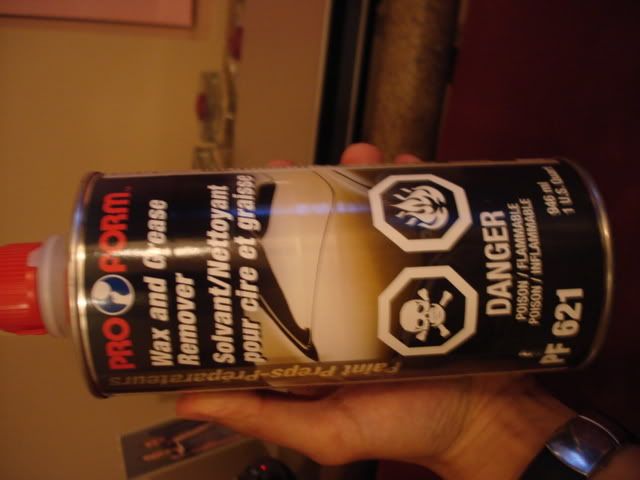 PRO FORM
Wax and Grease
Remover
Solvant/Nettoyant
pour cire et graisse
DANGER
POISON / FLAMMABLE
POISON / INFLAMMABLE
946 ml
1 U.S.
PF 621
Paint Preps-Préparateurs